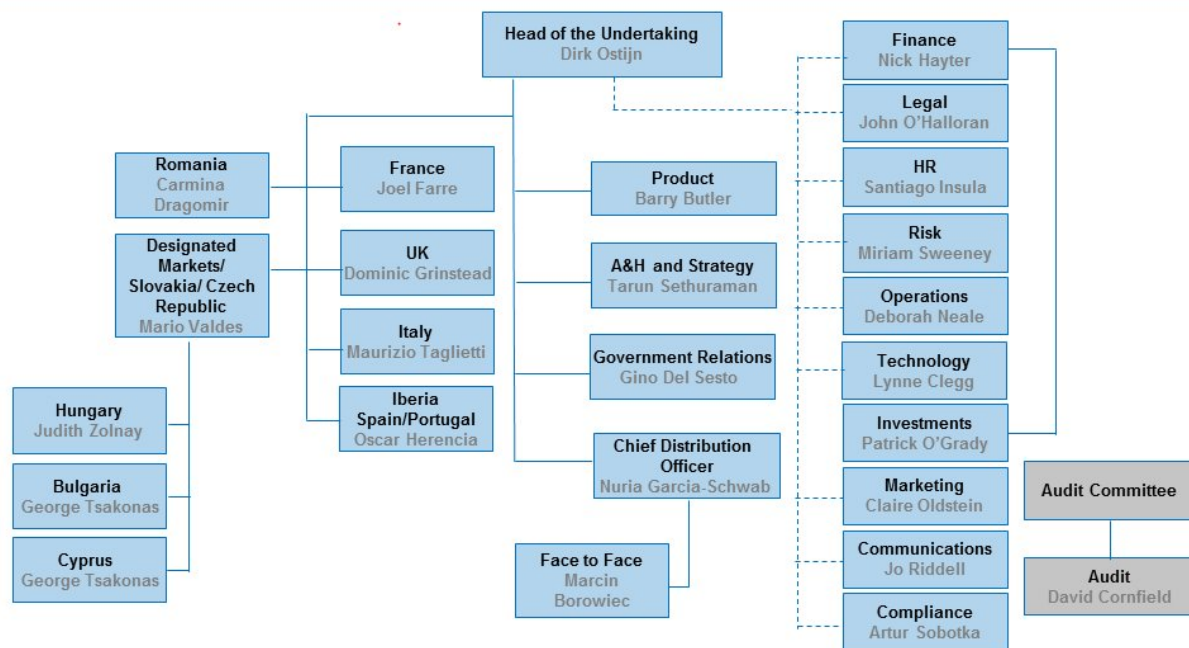 Head of the Undertaking
Dirk Ostijn
Finance
Nick Hayter
Legal
John O'Halloran
HR
Santiago Insula
Risk
Miriam Sweeney
Operations
Deborah Neale
Technology
Lynne Clegg
Investments
Patrick O'Grady
Marketing
Claire Oldstein
Communications
Jo Riddell
Compliance
Artur Sobotka
Romania
Carmina
Dragomir
Designated
Markets/
Slovakia/ Czech
Republic
Mario Valdes
Hungary
Judith Zolnay
Bulgaria
George Tsakonas
Cyprus
George Tsakonas
France
Joel Farre
UK
Dominic Grinstead
Italy
Maurizio Taglietti
Iberia
Spain/Portugal
Oscar Herencia
Product
Barry Butler
A&H and Strategy
Tarun Sethuraman
Government Relations
Gino Del Sesto
Chief Distribution
Officer
Nuria Garcia-Schwab
Face to Face
Marcin
Borowiec
Audit Committee
Audit
David Cornfield